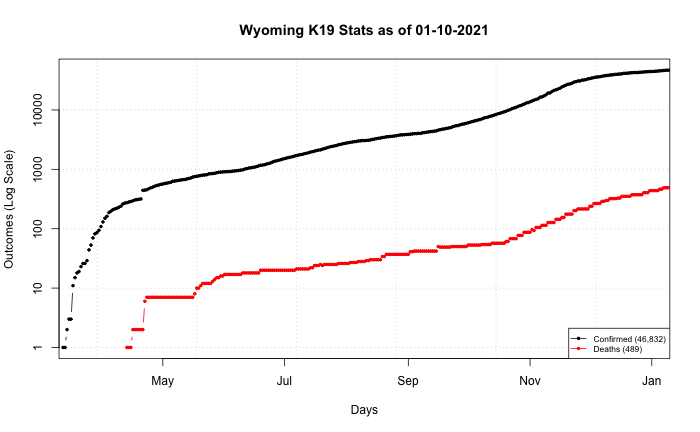 Wyoming K19 Stats as of 01-10-2021
Outcomes (Log Scale)
10000
1000
100
10
1
Confirmed (46,832)
Deaths (489)
May Jul Sep Nov Jan
Days